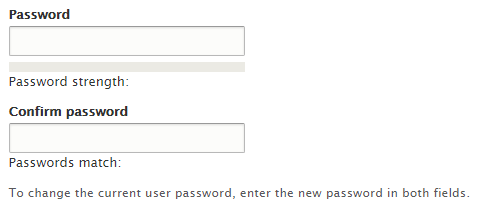 Password
Password strength:
Confirm password
Passwords match:
To change the current user password, enter the new password in both fields.